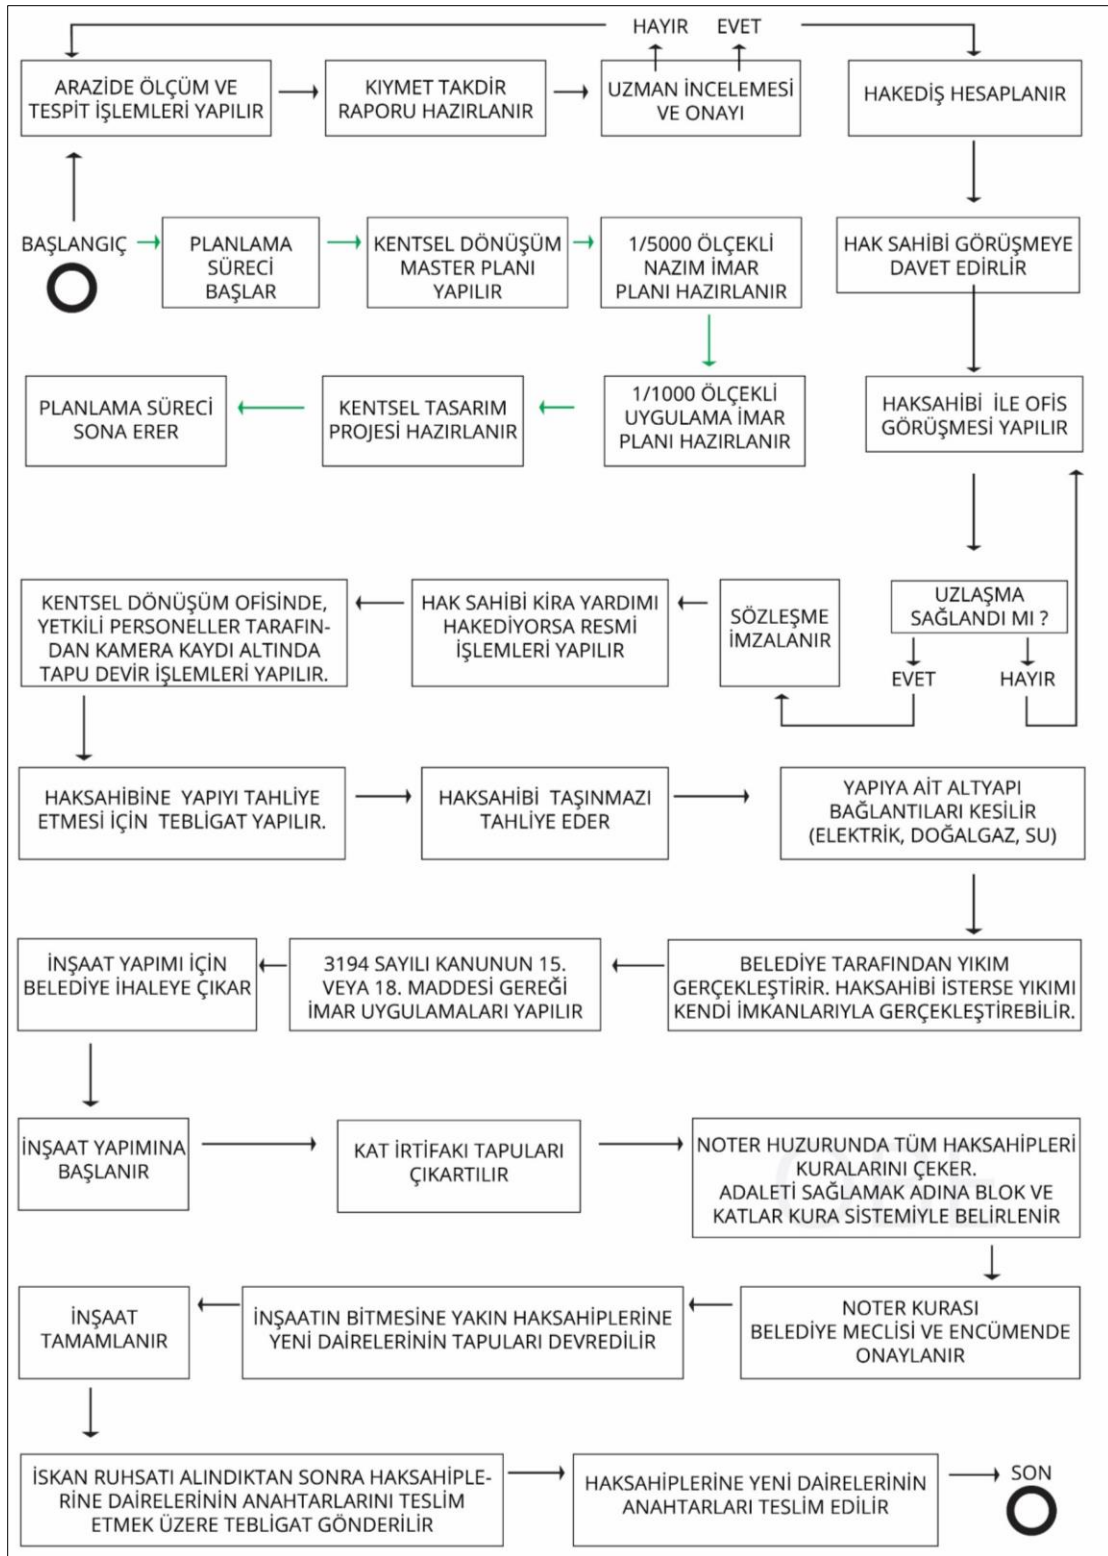 HAYIR EVET
ARAZİDE ÖLÇÜM VE
TESPİT İŞLEMLERİ YAPILIR
KIYMET TAKDİR
RAPORU HAZIRLANIR
UZMAN İNCELEMESİ
VE ONAYI
HAKEDİŞ HESAPLANIR
BAŞLANGIÇ
PLANLAMA
SÜRECİ
BAŞLAR
KENTSEL DÖNÜŞÜM
MASTER PLANI
YAPILIR
1/5000 ÖLÇEKLİ
NAZIM İMAR
PLANI HAZIRLANIR
HAK SAHİBİ GÖRÜŞMEYE
DAVET EDİRLİR
PLANLAMA SÜRECİ
SONA ERER
KENTSEL TASARIM
PROJESİ HAZIRLANIR
1/1000 ÖLÇEKLİ
UYGULAMA İMAR
PLANI HAZIRLANIR
HAKSAHİBİ İLE OFİS
GÖRÜŞMESİ YAPILIR
KENTSEL DÖNÜŞÜM OFİSİNDE,
YETKİLİ PERSONELLER TARAFIN-
DAN KAMERA KAYDI ALTINDA
TAPU DEVİR İŞLEMLERİ YAPILIR.
HAK SAHİBİ KİRA YARDIMI
HAKEDİYORSA RESMİ
İŞLEMLERİ YAPILIR
SÖZLEŞME
İMZALANIR
UZLAŞMA
SAĞLANDI MI ?
EVET
HAYIR
HAKSAHİBİNE YAPIYI TAHLİYE
ETMESİ İÇİN TEBLİGAT YAPILIR.
HAKSAHİBİ TAŞINMAZI
TAHLİYE EDER
YAPIYA AİT ALTYAPI
BAĞLANTILARI KESİLİR
(ELEKTRİK, DOĞALGAZ, SU)
İNŞAAT YAPIMI İÇİN
BELEDİYE İHALEYE ÇIKAR
3194 SAYILI KANUNUN 15.
VEYA 18. MADDESİ GEREĞİ
İMAR UYGULAMALARI YAPILIR
BELEDİYE TARAFINDAN YIKIM
GERÇEKLEŞTİRİR. HAKSAHİBİ İSTERSE YIKIMI
KENDİ İMKANLARIYLA GERÇEKLEŞTİREBİLİR.
İNŞAAT YAPIMINA
BAŞLANIR
KAT İRTİFAKI TAPULARI
ÇIKARTILIR
NOTER HUZURUNDA TÜM HAKSAHİPLERİ
KURALARINI ÇEKER.
ADALETİ SAĞLAMAK ADINA BLOK VE
KATLAR KURA SİSTEMİYLE BELİRLENİR
İNŞAAT
TAMAMLANIR
İNŞAATIN BİTMESİNE YAKIN HAKSAHİPLERİNE
YENİ DAİRELERİNİN TAPULARI DEVREDİLİR
NOTER KURASI
BELEDİYE MECLİSİ VE ENCÜMENDE
ONAYLANIR
İSKAN RUHSATI ALINDIKTAN SONRA HAKSAHİPLE-
RİNE DAİRELERİNİN ANAHTARLARINI TESLİM
ETMEK ÜZERE TEBLİGAT GÖNDERİLİR
HAKSAHİPLERİNE YENİ DAİRELERİNİN
ANAHTARLARI TESLİM EDİLİR
SON